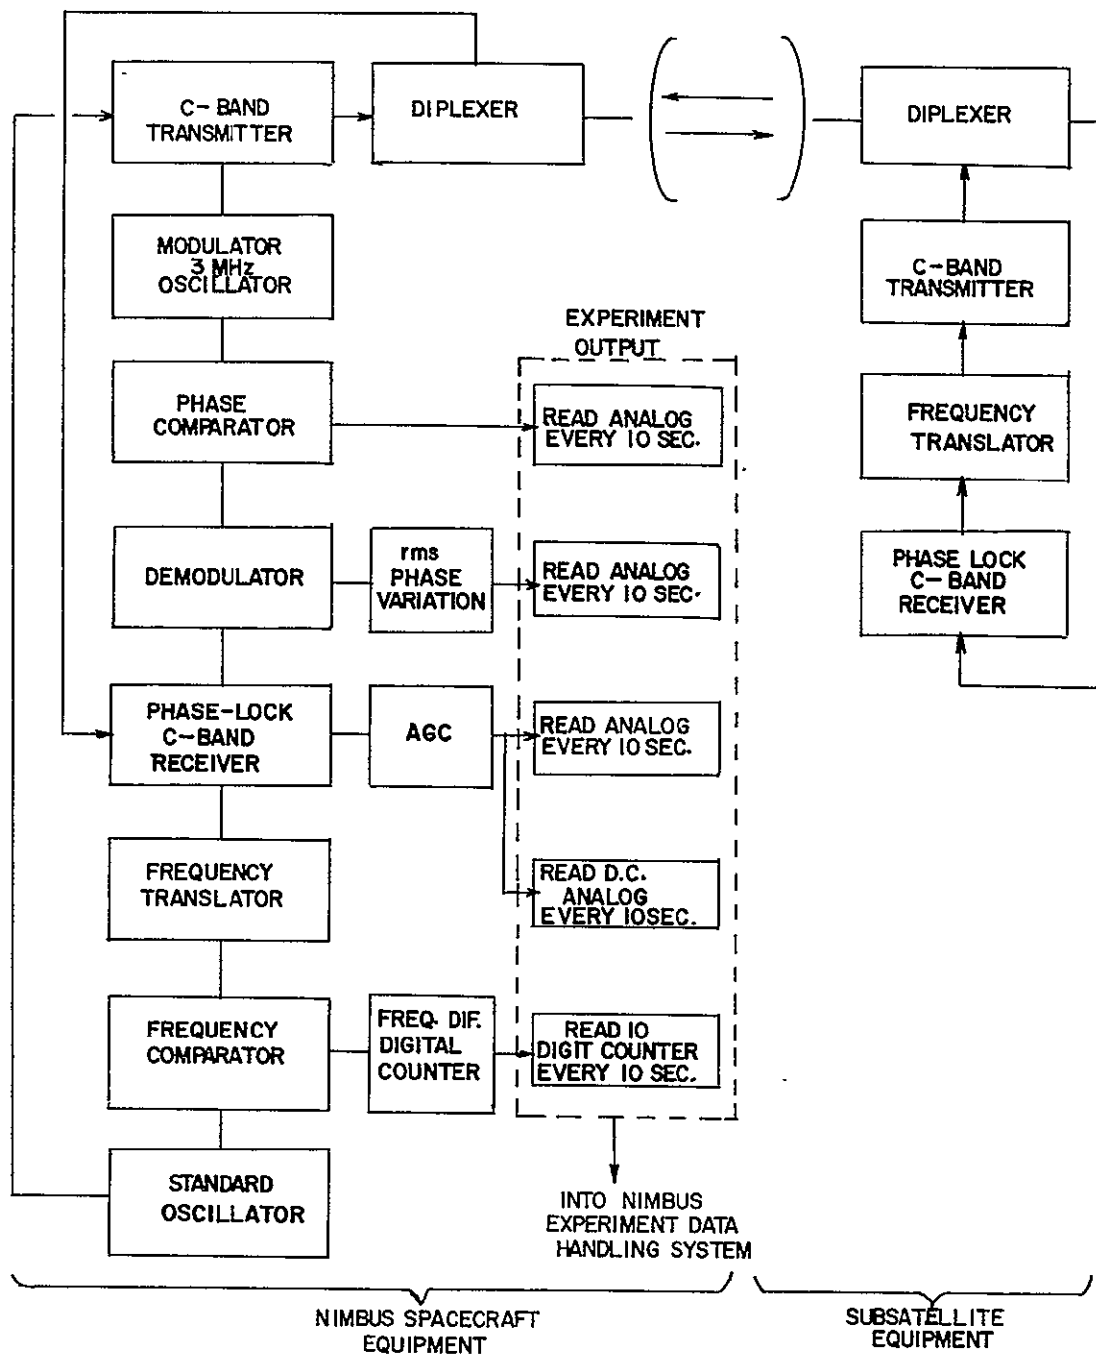 C-BAND
TRANSMITTER
DIPLEXER
DIPLEXER
MODULATOR
3 MHz
OSCILLATOR
C-BAND
TRANSMITTER
EXPERIMENT
OUTPUT
PHASE
COMPARATOR
READ ANALOG
EVERY 10 SEC.
FREQUENCY
TRANSLATOR
DEMODULATOR
rms
PHASE
VARIATION
READ ANALOG
EVERY 10 SEC.
PHASE LOCK
C-BAND
RECEIVER
PHASE-LOCK
C-BAND
RECEIVER
AGC
READ ANALOG
EVERY 10 SEC.
FREQUENCY
TRANSLATOR
READ D.C.
ANALOG
EVERY 10SEC.
FREQUENCY
COMPARATOR
FREQ. DIF.
DIGITAL
COUNTER
READ 10
DIGIT COUNTER
EVERY 10 SEC.
STANDARD
OSCILLATOR
INTO NIMBUS
EXPERIMENT DATA
HANDLING SYSTEM
NIMBUS SPACECRAFT
EQUIPMENT
SUBSATELLITE
EQUIPMENT